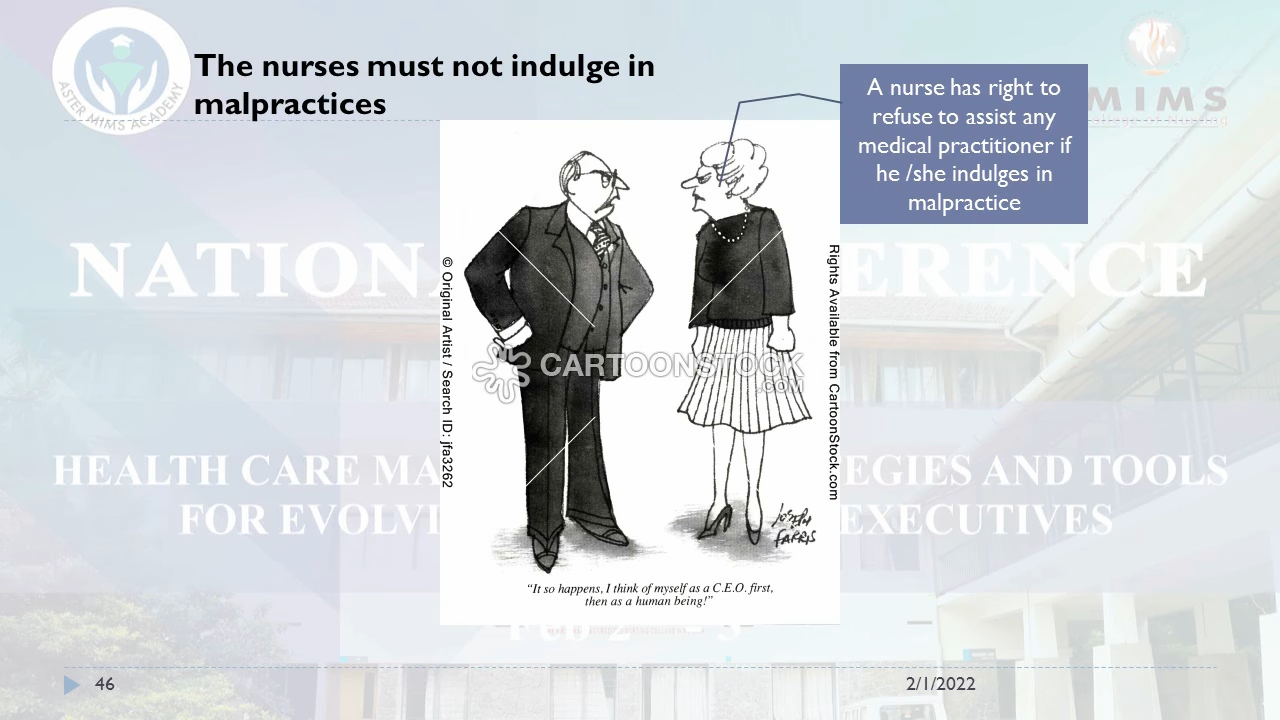 The nurses must not indulge in
malpractices
ASTER MIMS ACADEMY
MIMS
A nurse has right to
refuse to assist any
medical practitioner if
he /she indulges in
malpractice
NATION
ERENCE
© Original Artist / Search ID: jfa3262
Rights Available from CartoonStock.com
CARTOONSTOCK
.COM
HEALTH CARE MA
EGIES AND TOOLS
FOR EVOLVI
EXECUTIVES
JOSEPH
FARRIS
“It so happens, I think of myself as a C.E.O. first,
then as a human being!”
46
2/1/2022